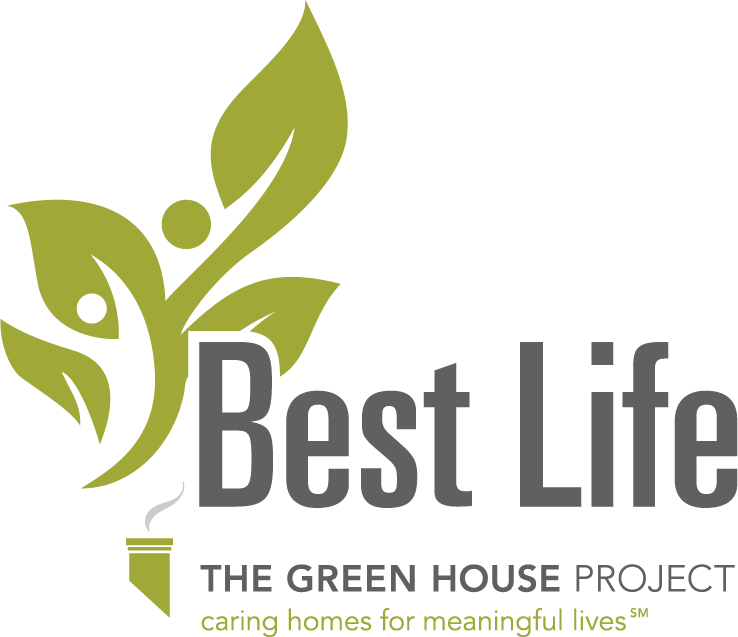 Best Life
THE GREEN HOUSE PROJECT
caring homes for meaningful lives℠